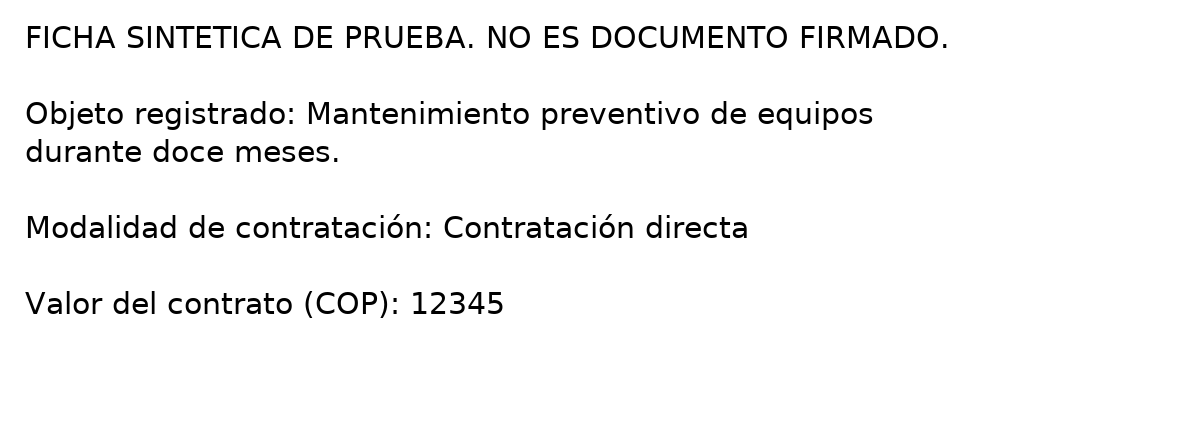 FICHA SINTETICA DE PRUEBA. NO ES DOCUMENTO FIRMADO.
Objeto registrado: Mantenimiento preventivo de equipos
durante doce meses.
Modalidad de contratación: Contratación directa
Valor del contrato (COP): 12345